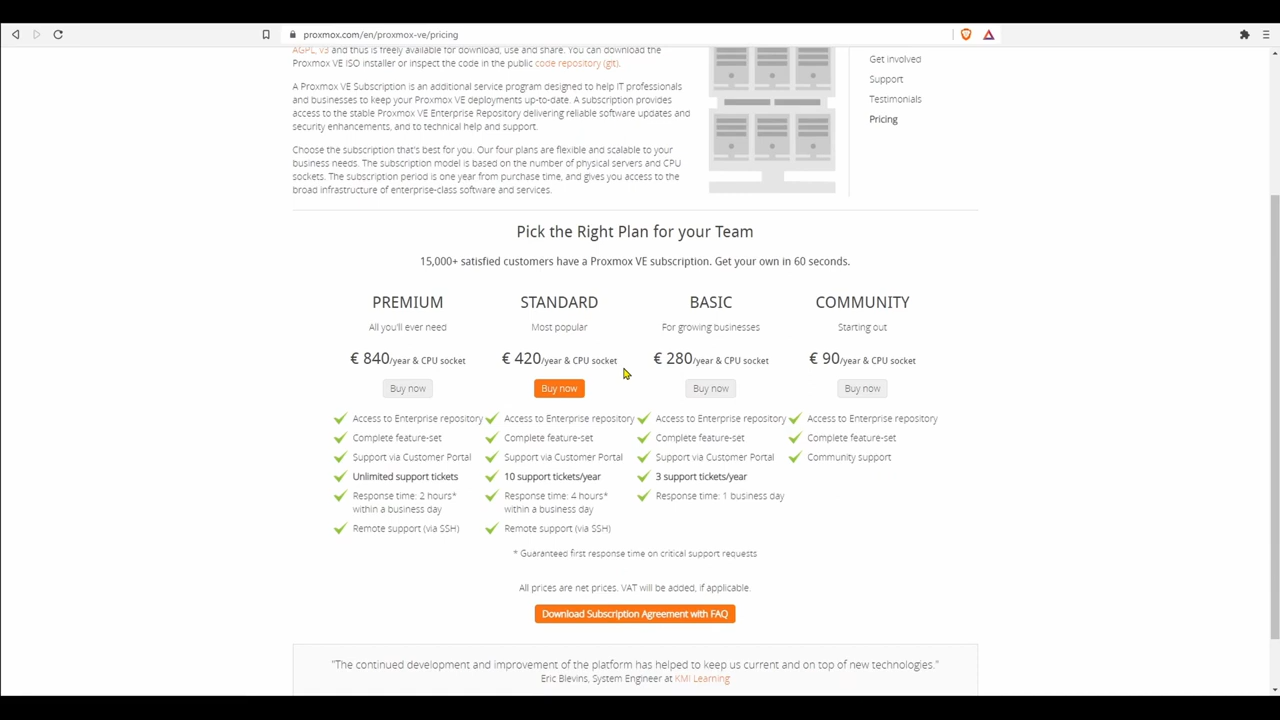 proxmox.com/en/proxmox-ve/pricing
AGPL, v3 and thus is freely available for download, use and share. You can download the
Proxmox VE ISO installer or inspect the code in the public code repository (git).
A Proxmox VE Subscription is an additional service program designed to help IT professionals
and businesses to keep your Proxmox VE deployments up-to-date. A subscription provides
access to the stable Proxmox VE Enterprise Repository delivering reliable software updates and
security enhancements, and to technical help and support.
Choose the subscription that's best for you. Our four plans are flexible and scalable to your
business needs. The subscription model is based on the number of physical servers and CPU
sockets. The subscription period is one year from purchase time, and gives you access to the
broad infrastructure of enterprise-class software and services.
Get involved
Support
Testimonials
Pricing
Pick the Right Plan for your Team
15,000+ satisfied customers have a Proxmox VE subscription. Get your own in 60 seconds.
PREMIUM
All you'll ever need
€ 840/year & CPU socket
Buy now
Access to Enterprise repository
Complete feature-set
Support via Customer Portal
Unlimited support tickets
Response time: 2 hours*
within a business day
Remote support (via SSH)
STANDARD
Most popular
€ 420/year & CPU socket
Buy now
Access to Enterprise repository
Complete feature-set
Support via Customer Portal
10 support tickets/year
Response time: 4 hours*
within a business day
Remote support (via SSH)
BASIC
For growing businesses
€ 280/year & CPU socket
Buy now
Access to Enterprise repository
Complete feature-set
Support via Customer Portal
3 support tickets/year
Response time: 1 business day
COMMUNITY
Starting out
€ 90/year & CPU socket
Buy now
Access to Enterprise repository
Complete feature-set
Community support
* Guaranteed first response time on critical support requests
All prices are net prices. VAT will be added, if applicable.
Download Subscription Agreement with FAQ
"The continued development and improvement of the platform has helped to keep us current and on top of new technologies."
Eric Blevins, System Engineer at KMI Learning